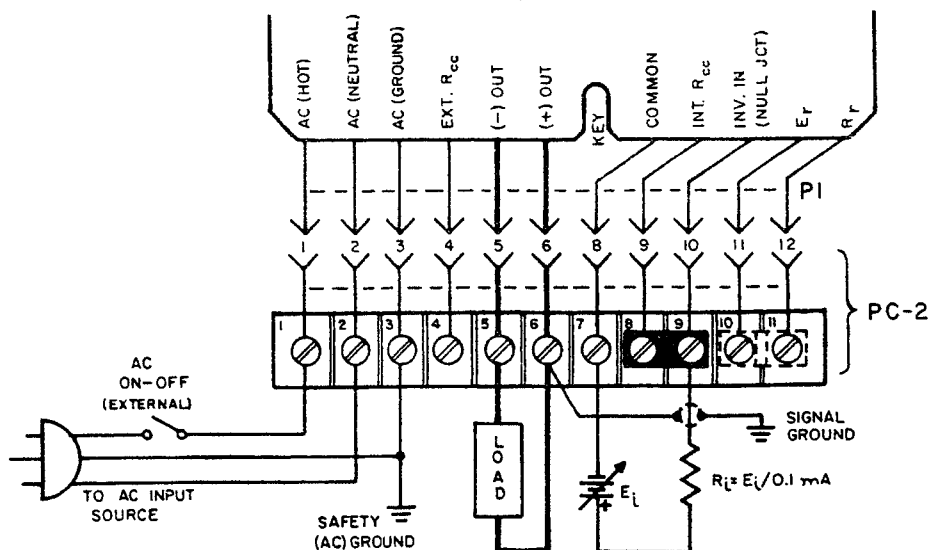 AC (HOT)
AC (NEUTRAL)
AC (GROUND)
EXT. Rcc
(-) OUT
(+) OUT
KEY
COMMON
INT. Rcc
INV. IN
(NULL JCT)
Er
Rr
P1
1 2 3 4 5 6 8 9 10 11 12
PC-2
1 2 3 4 5 6 7 8 9 10 11
AC
ON-OFF
(EXTERNAL)
TO AC INPUT
SOURCE
SAFETY
(AC) GROUND
LOAD
Ei
+
SIGNAL
GROUND
Ri = Ei/0.1 mA